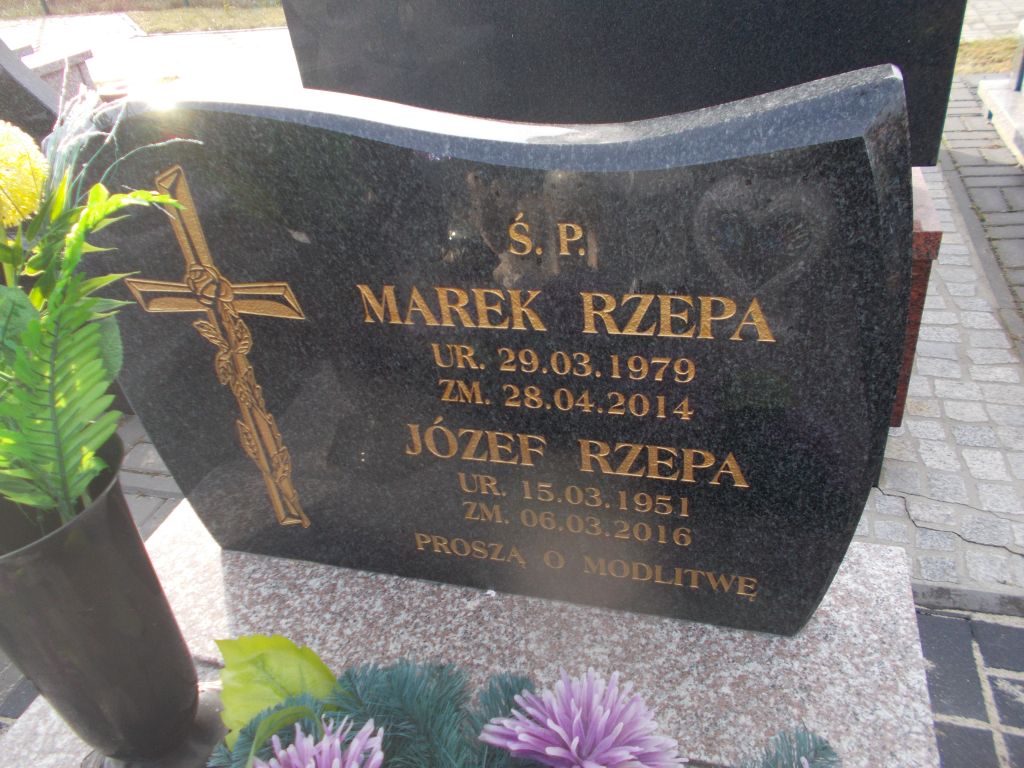 Ś. P.
MAREK RZEPA
UR. 29.03.1979
ZM. 28.04.2014
JÓZEF RZEPA
UR. 15.03.1951
ZM. 06.03.2016
PROSZĄ O MODLITWĘ